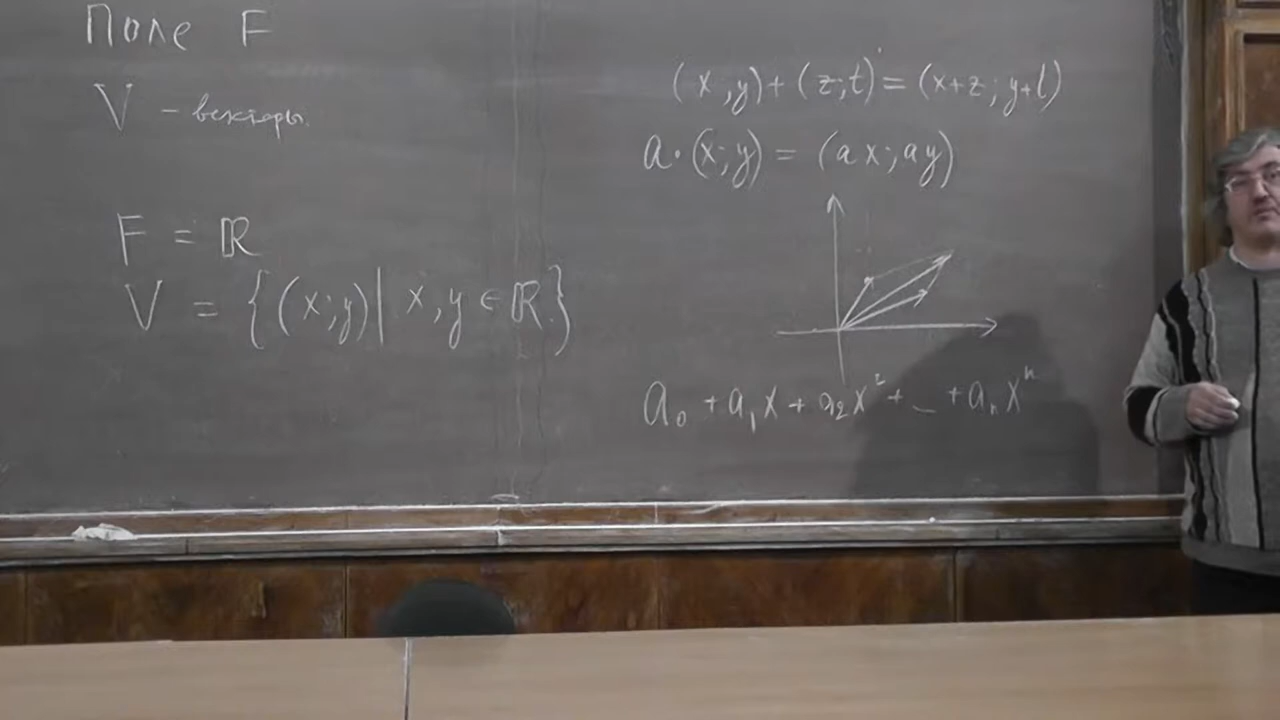 Поле F
V – векторы.
F = ℝ
V = {(x;y)| x,y ∈ ℝ.}
(x;y)+(z;t)=(x+z;y+t)
a·(x;y) = (ax;ay)
a₀ + a₁x + a₂x² + … + aₙxⁿ